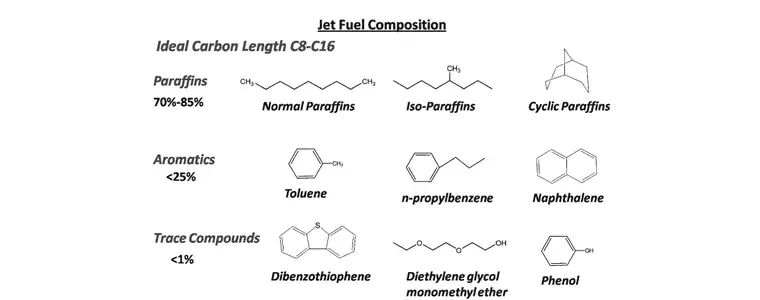 Jet Fuel Composition
Ideal Carbon Length C8-C16
Paraffins
70%-85%
CH3
CH3
Normal Paraffins
CH3
Iso-Paraffins
Cyclic Paraffins
Aromatics
<25%
CH3
Toluene
n-propylbenzene
Naphthalene
Trace Compounds
<1%
S
Dibenzothiophene
O
O
OH
Diethylene glycol
monomethyl ether
OH
Phenol